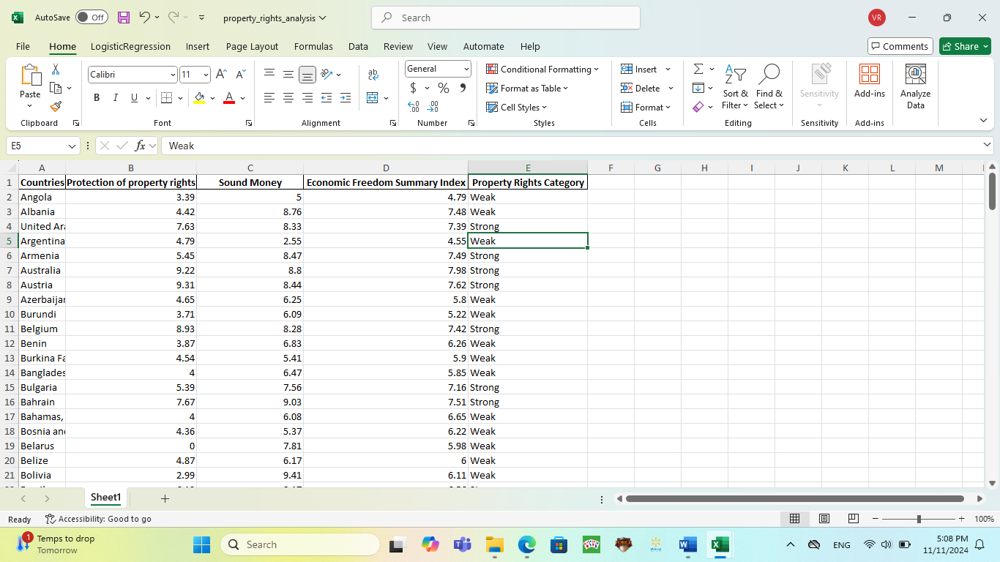 AutoSave Off property_rights_analysis Search VR
File Home LogisticRegression Insert Page Layout Formulas Data Review View Automate Help Comments Share
Paste Calibri 11 General Conditional Formatting Insert Sort & Filter Find & Select Sensitivity Add-ins Analyze Data
B I U $ % Format as Table Delete
Cell Styles Format
Clipboard Font Alignment Number Styles Cells Editing Sensitivity Add-ins
E5 fx Weak
A B C D E F G H I J K L M
1 Countries Protection of property rights Sound Money Economic Freedom Summary Index Property Rights Category
2 Angola 3.39 5 4.79 Weak
3 Albania 4.42 8.76 7.48 Weak
4 United Ara 7.63 8.33 7.39 Strong
5 Argentina 4.79 2.55 4.55 Weak
6 Armenia 5.45 8.47 7.49 Strong
7 Australia 9.22 8.8 7.98 Strong
8 Austria 9.31 8.44 7.62 Strong
9 Azerbaijan 4.65 6.25 5.8 Weak
10 Burundi 3.71 6.09 5.22 Weak
11 Belgium 8.93 8.28 7.42 Strong
12 Benin 3.87 6.83 6.26 Weak
13 Burkina Fa 4.54 5.41 5.9 Weak
14 Banglades 4 6.47 5.85 Weak
15 Bulgaria 5.39 7.56 7.16 Strong
16 Bahrain 7.67 9.03 7.51 Strong
17 Bahamas, 4 6.08 6.65 Weak
18 Bosnia and 4.36 5.37 6.22 Weak
19 Belarus 0 7.81 5.98 Weak
20 Belize 4.87 6.17 6 Weak
21 Bolivia 2.99 9.41 6.11 Weak
Sheet1
Ready Accessibility: Good to go 100%
1 Temps to drop
Tomorrow
Search
ENG
5:08 PM
11/11/2024